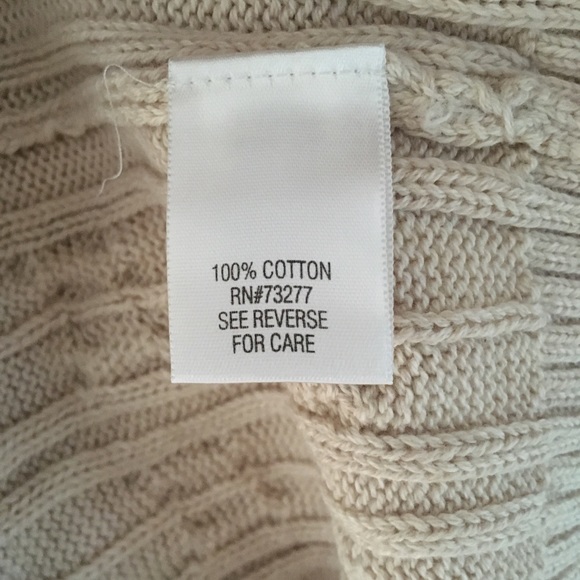 100% COTTON
RN#73277
SEE REVERSE
FOR CARE